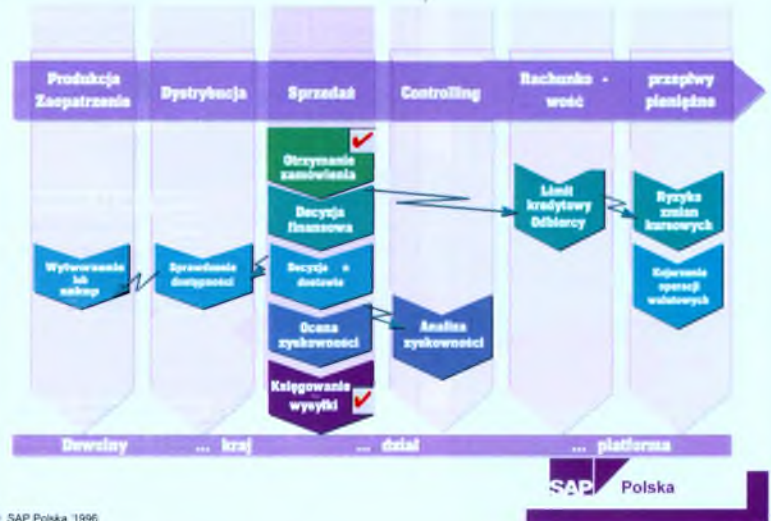 Produkcja
Zaopatrzenie
Dystrybucja
Sprzedaż
Controlling
Rachunko -
wość
przepływy
pieniężne
Otrzymanie
zamówienia
Decyzja
finansowa
Limit
kredytowy
Odbiorcy
Ryzyko
zmian
kursowych
Wytworzenie
lub
zakup
Sprawdzenie
dostępności
Decyzja o
dostawie
Kojarzenie
operacji
walutowych
Ocena
zyskowności
Analiza
zyskowności
Księgowanie
wysyłki
Dowolny ... kraj ... dział ... platforma
SAP Polska
SAP Polska '1996